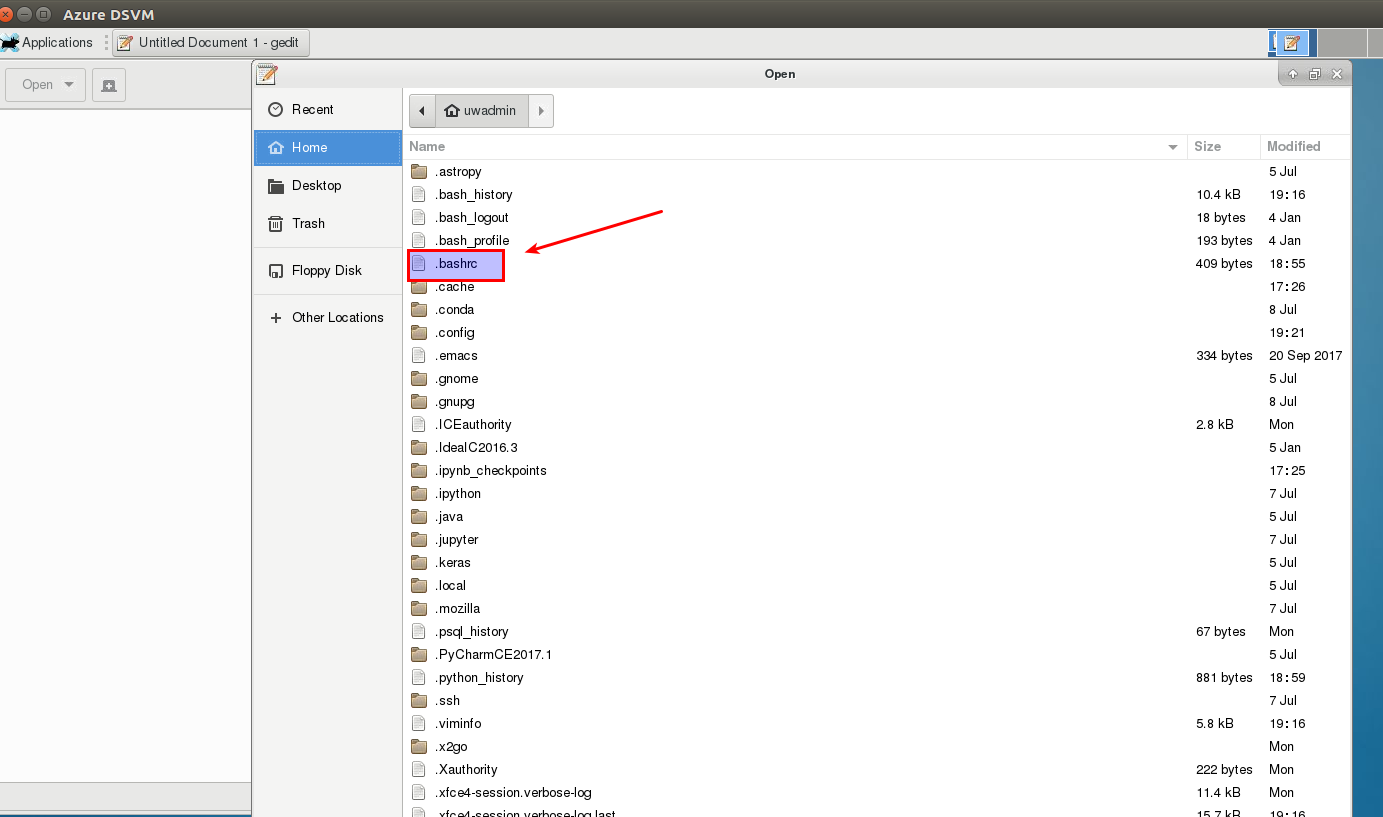 Azure DSVM
Applications Untitled Document 1 - gedit
Open
Open
Recent
Home
Desktop
Trash
Floppy Disk
Other Locations
uwadmin
Name Size Modified
.astropy 5 Jul
.bash_history 10.4 kB 19:16
.bash_logout 18 bytes 4 Jan
.bash_profile 193 bytes 4 Jan
.bashrc 409 bytes 18:55
.cache 17:26
.conda 8 Jul
.config 19:21
.emacs 334 bytes 20 Sep 2017
.gnome 5 Jul
.gnupg 8 Jul
.ICEauthority 2.8 kB Mon
.IdeaIC2016.3 5 Jan
.ipynb_checkpoints 17:25
.ipython 7 Jul
.java 5 Jul
.jupyter 7 Jul
.keras 5 Jul
.local 5 Jul
.mozilla 7 Jul
.psql_history 67 bytes Mon
.PyCharmCE2017.1 5 Jul
.python_history 881 bytes 18:59
.ssh 7 Jul
.viminfo 5.8 kB 19:16
.x2go Mon
.Xauthority 222 bytes Mon
.xfce4-session.verbose-log 11.4 kB Mon
.xfce4-session.verbose-log.last 15.7 kB 19:16